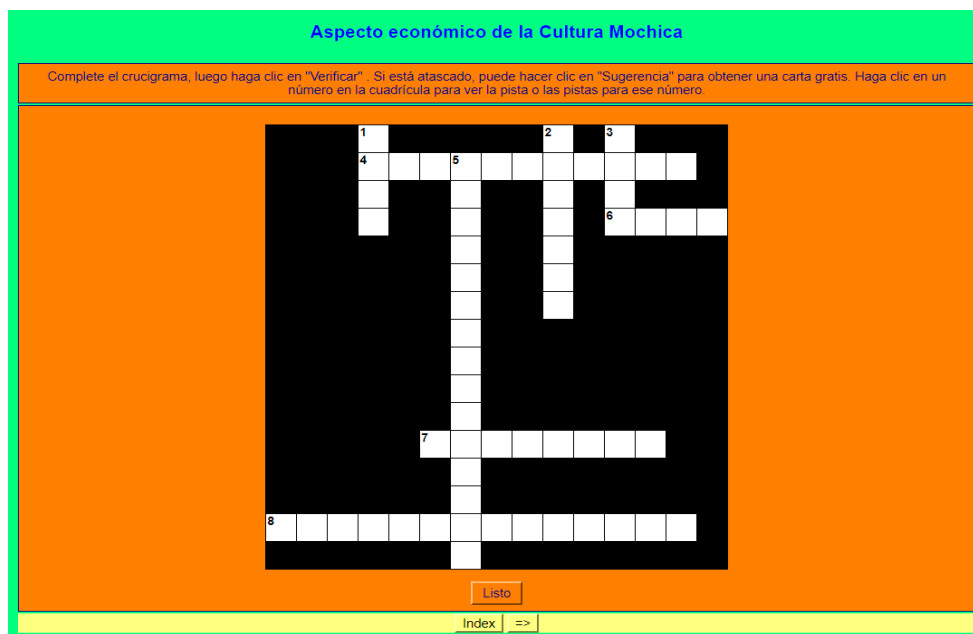 Aspecto económico de la Cultura Mochica
Complete el crucigrama, luego haga clic en "Verificar" . Si está atascado, puede hacer clic en "Sugerencia" para obtener una carta gratis. Haga clic en un
número en la cuadrícula para ver la pista o las pistas para ese número.
1 2 3
4 5
6
7
8
Listo
Index =>